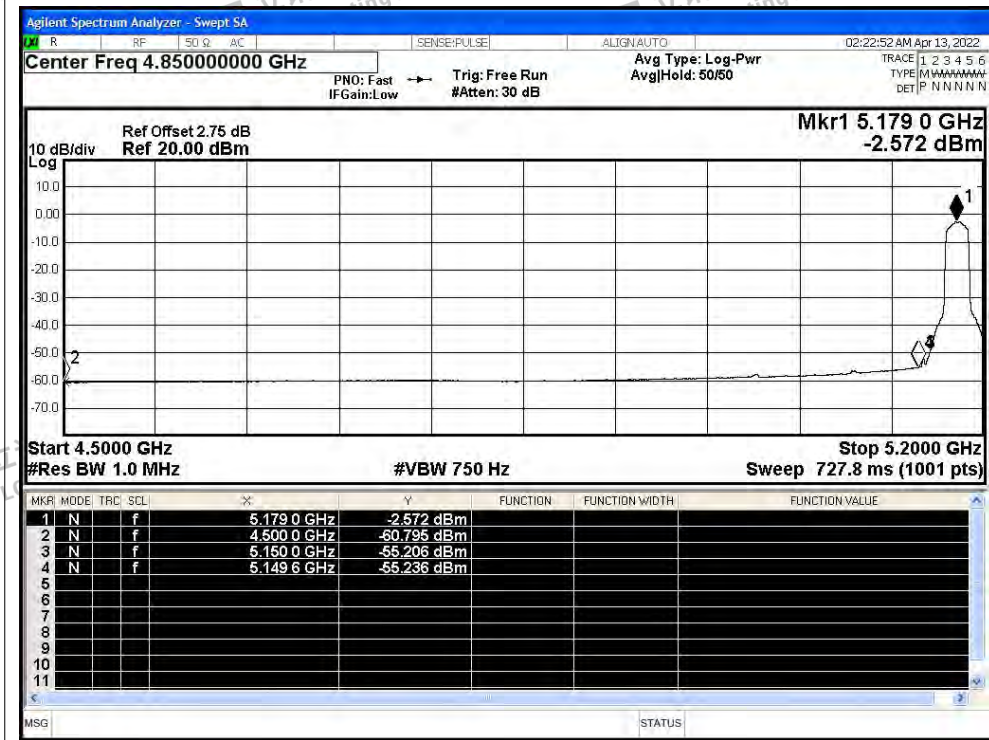 Agilent Spectrum Analyzer - Swept SA
LXI R RF 50 Ω AC SENSE:PULSE ALIGN AUTO 02:22:52 AM Apr 13, 2022
Center Freq 4.850000000 GHz
PNO: Fast
IFGain:Low
Trig: Free Run
#Atten: 30 dB
Avg Type: Log-Pwr
Avg|Hold: 50/50
TRACE 1 2 3 4 5 6
TYPE M WWWWW
DET P N N N N N
Mkr1 5.179 0 GHz
-2.572 dBm
Ref Offset 2.75 dB
10 dB/div Ref 20.00 dBm
Log
10.0
0.00
-10.0
-20.0
-30.0
-40.0
-50.0
-60.0
-70.0
1
2
Start 4.5000 GHz Stop 5.2000 GHz
#Res BW 1.0 MHz #VBW 750 Hz Sweep 727.8 ms (1001 pts)
MKR MODE TRC SCL X Y FUNCTION FUNCTION WIDTH FUNCTION VALUE
1 N f 5.179 0 GHz -2.572 dBm
2 N f 4.500 0 GHz -60.795 dBm
3 N f 5.150 0 GHz -55.206 dBm
4 N f 5.149 6 GHz -55.236 dBm
5
6
7
8
9
10
11
MSG STATUS